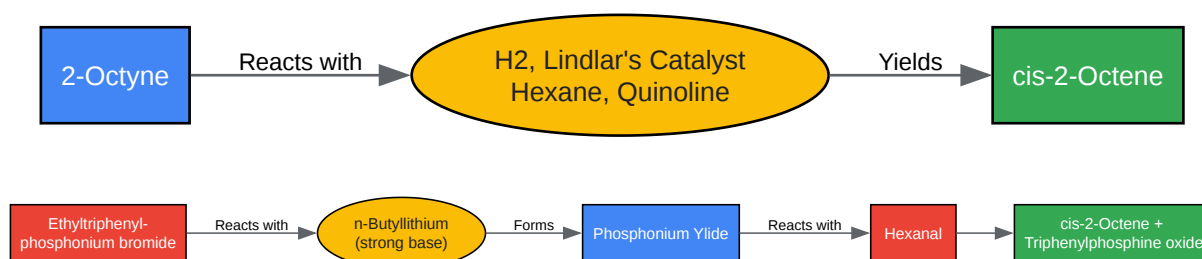 2-Octyne
Reacts with
H2, Lindlar's Catalyst
Hexane, Quinoline
Yields
cis-2-Octene
Ethyltriphenyl-
phosphonium bromide
Reacts with
n-Butyllithium
(strong base)
Forms
Phosphonium Ylide
Reacts with
Hexanal
cis-2-Octene +
Triphenylphosphine oxide